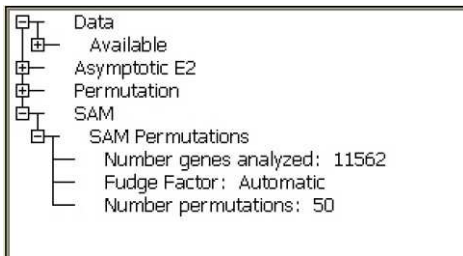 Data
Available
Asymptotic E2
Permutation
SAM
SAM Permutations
Number genes analyzed: 11562
Fudge Factor: Automatic
Number permutations: 50